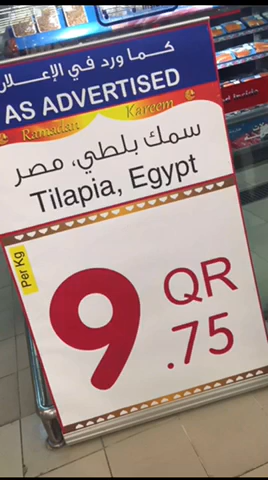 كما ورد في الإعلان
AS ADVERTISED
Ramadan Kareem
سمك بلطي، مصر
Tilapia, Egypt
Per Kg
9 QR
.75